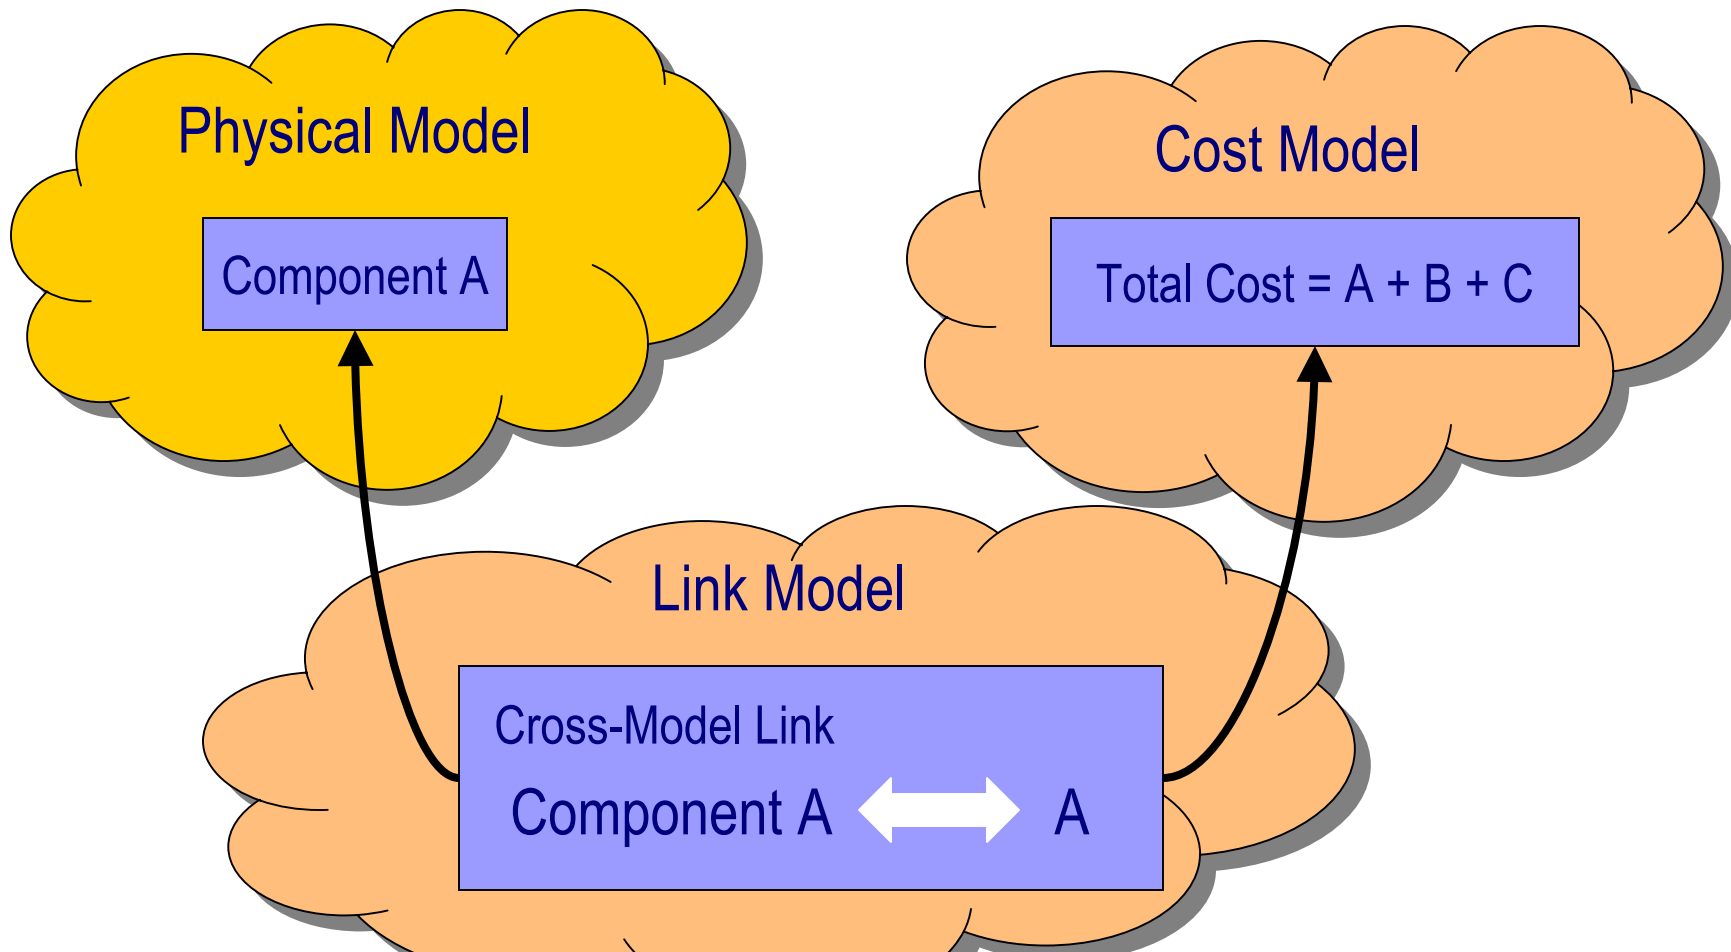 Physical Model
Component A
Cost Model
Total Cost = A + B + C
Link Model
Cross-Model Link
Component A A